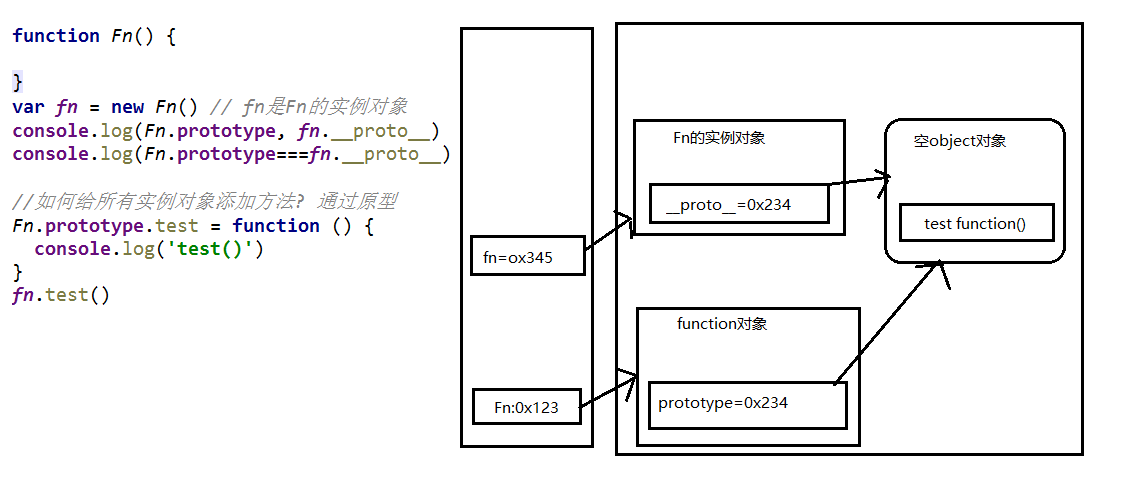 function Fn() {
}
var fn = new Fn() // fn是Fn的实例对象
console.log(Fn.prototype, fn.__proto__)
console.log(Fn.prototype===fn.__proto__)
//如何给所有实例对象添加方法? 通过原型
Fn.prototype.test = function () {
  console.log('test()')
}
fn.test()
fn=ox345
Fn:0x123
Fn的实例对象
__proto__=0x234
function对象
prototype=0x234
空object对象
test function()